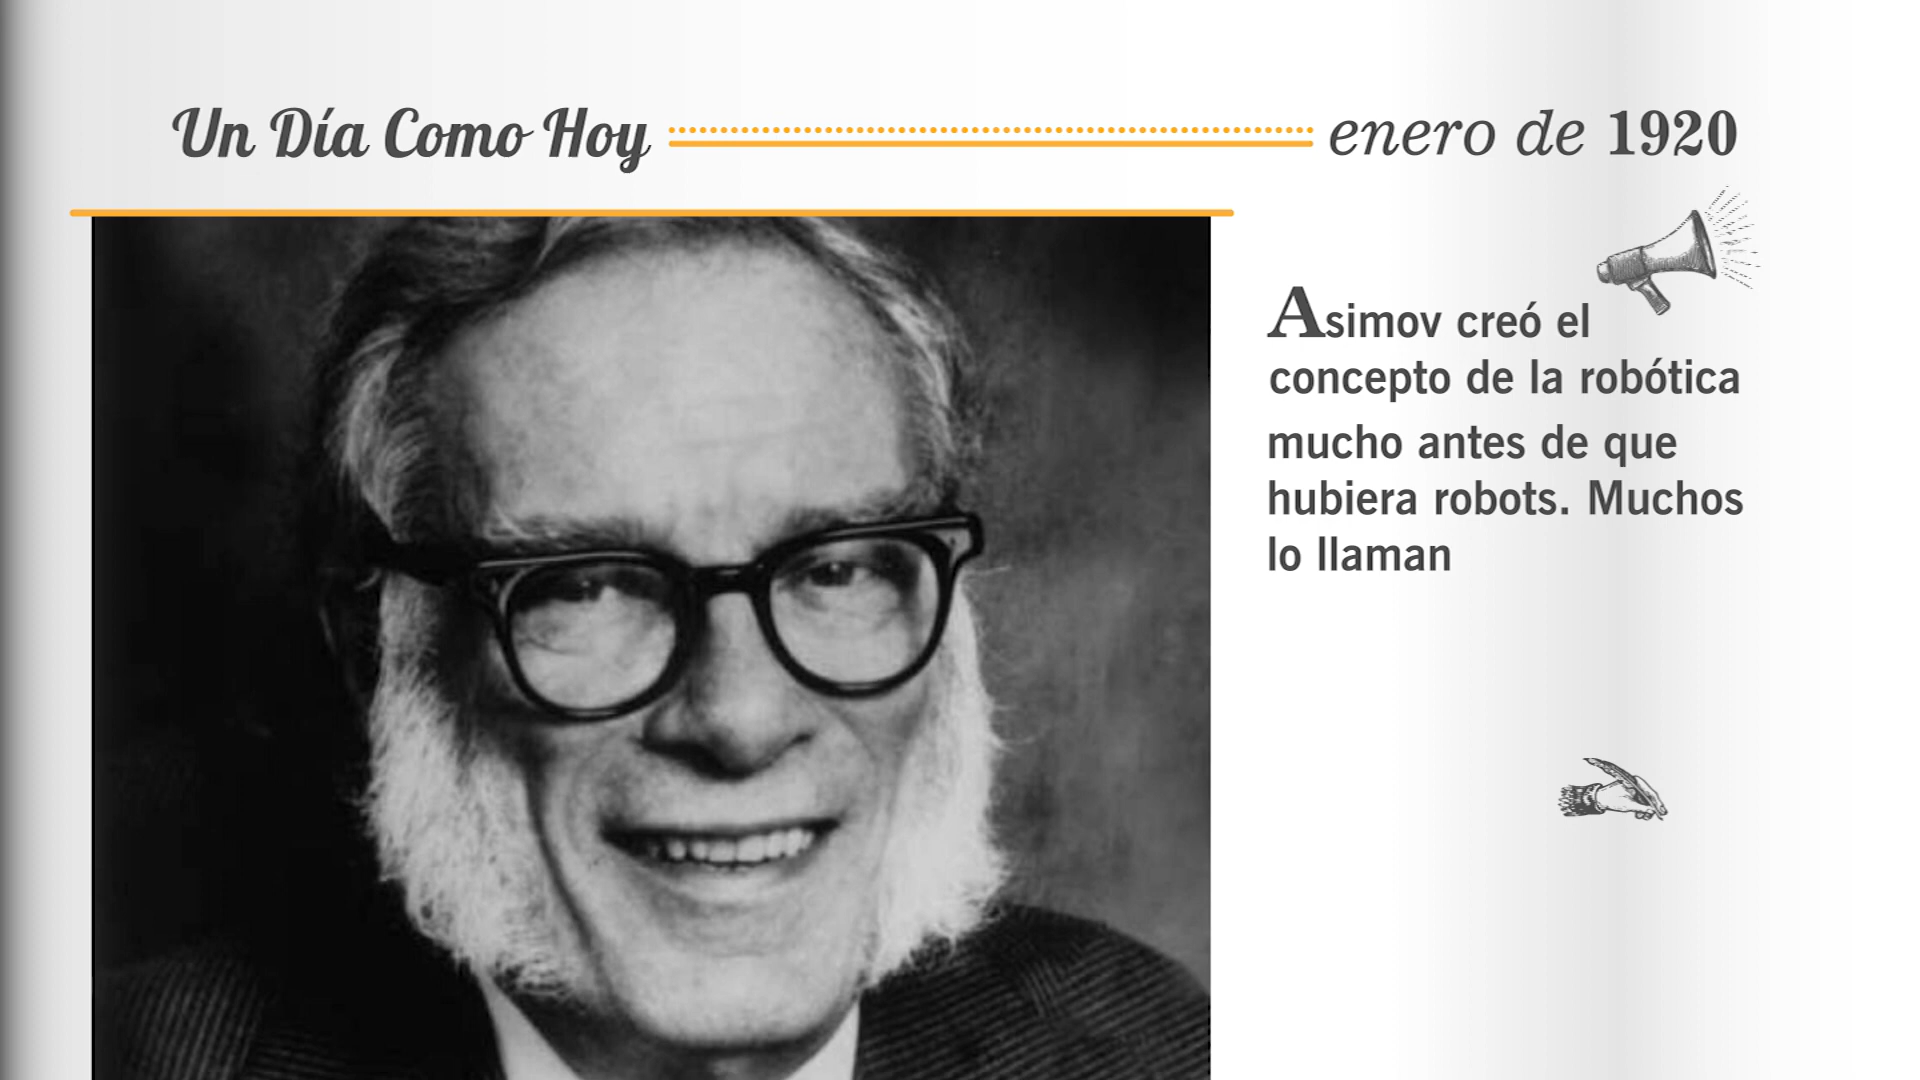 Un Día Como Hoy
enero de 1920
Asimov creó el
concepto de la robótica
mucho antes de que
hubiera robots. Muchos
lo llaman